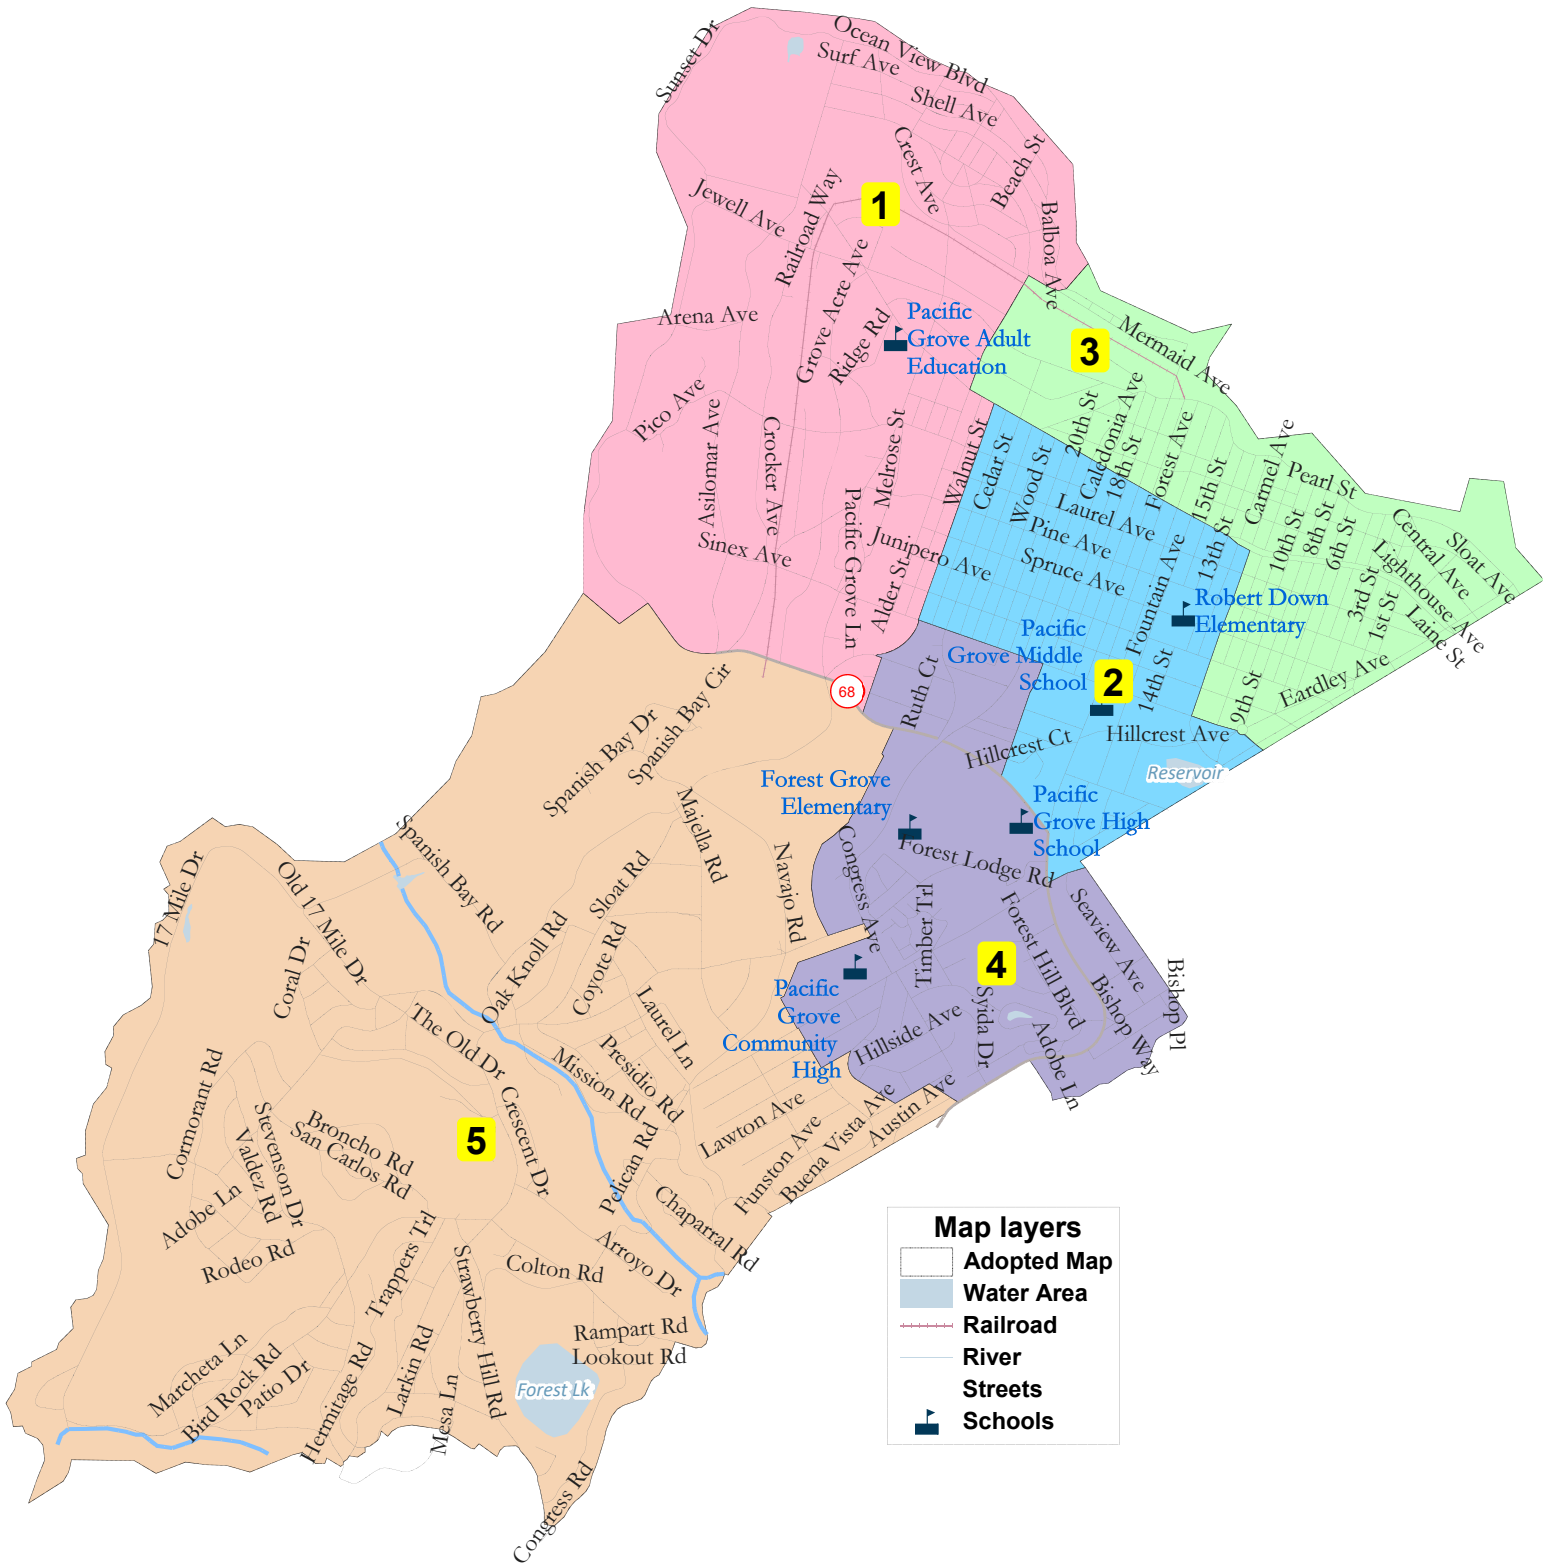 Sunset Dr
Ocean View Blvd
Surf Ave
Shell Ave
Crest Ave
Beach St
Jewell Ave
Railroad Way
1
Balboa Ave
Grove Acre Ave
Ridge Rd
Arena Ave
Pacific
Grove Adult
Education
3
Mermaid Ave
Pico Ave
Asilomar Ave
Crocker Ave
Melrose St
Walnut St
Cedar St
Wood St
20th St
Caledonia Ave
18th St
Forest Ave
15th St
Carmel Ave
Pearl St
Sinex Ave
Pacific Grove Ln
Junipero Ave
Alder St
Laurel Ave
Pine Ave
Spruce Ave
Fountain Ave
13th St
10th St
8th St
6th St
3rd St
1st St
Central Ave
Sloat Ave
Lighthouse Ave
Laine St
Eardley Ave
9th St
Robert Down
Elementary
Pacific
Grove Middle
School
2
14th St
Hillcrest Ave
Hillcrest Ct
Ruth Ct
68
Reservoir
Spanish Bay Cir
Spanish Bay Dr
Forest Grove
Elementary
Pacific
Grove High
School
Majella Rd
Navajo Rd
Congress Ave
Forest Lodge Rd
Timber Trl
Forest Hill Blvd
Seaview Ave
Bishop Pl
Bishop Way
4
Syida Dr
Adobe Ln
Hillside Ave
Pacific
Grove
Community
High
Spanish Bay Rd
17 Mile Dr
Old 17 Mile Dr
Sloat Rd
Oak Knoll Rd
Coyote Rd
Coral Dr
The Old Dr
Laurel Ln
Presidio Rd
Mission Rd
Cormorant Rd
Crescent Dr
Lawton Ave
Funston Ave
Buena Vista Ave
Austin Ave
5
Stevenson Dr
Valdez Rd
Broncho Rd
San Carlos Rd
Pelican Rd
Adobe Ln
Rodeo Rd
Trappers Trl
Strawberry Hill Rd
Colton Rd
Arroyo Dr
Chaparral Rd
Rampart Rd
Lookout Rd
Marcheta Ln
Bird Rock Rd
Patio Dr
Hermitage Rd
Larkin Rd
Mesa Ln
Forest Lk
Congress Rd
Map layers
Adopted Map
Water Area
Railroad
River
Streets
Schools